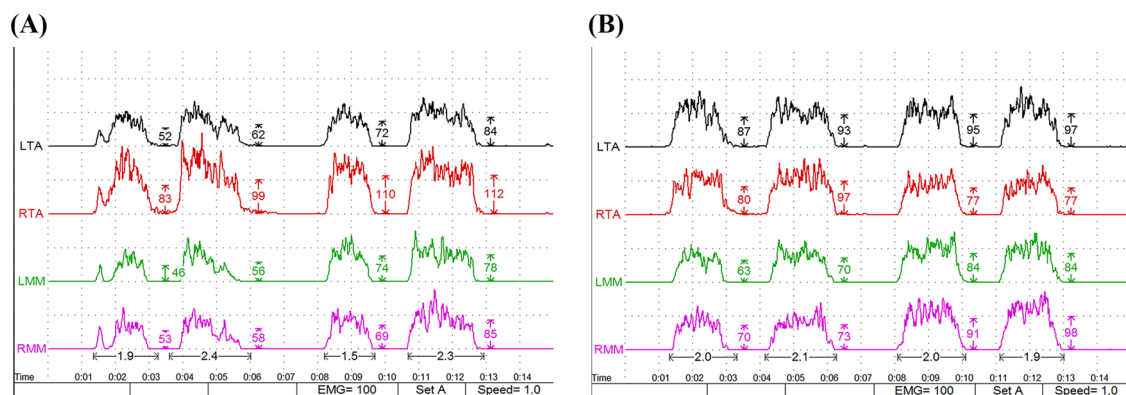 (A)
LTA 52 62 72 84
RTA 83 99 110 112
LMM 46 56 74 78
RMM 53 58 69 85
1.9 2.4 1.5 2.3
Time 0:01 0:02 0:03 0:04 0:05 0:06 0:07 0:08 0:09 0:10 0:11 0:12 0:13
EMG= 100 Set A Speed= 1.0
(B)
LTA 87 93 95 97
RTA 80 97 77 77
LMM 63 70 84 84
RMM 70 73 91 98
2.0 2.1 2.0 1.9
Time 0:01 0:02 0:03 0:04 0:05 0:06 0:07 0:08 0:09 0:10 0:11 0:12 0:13 0:14
EMG= 100 Set A Speed= 1.0